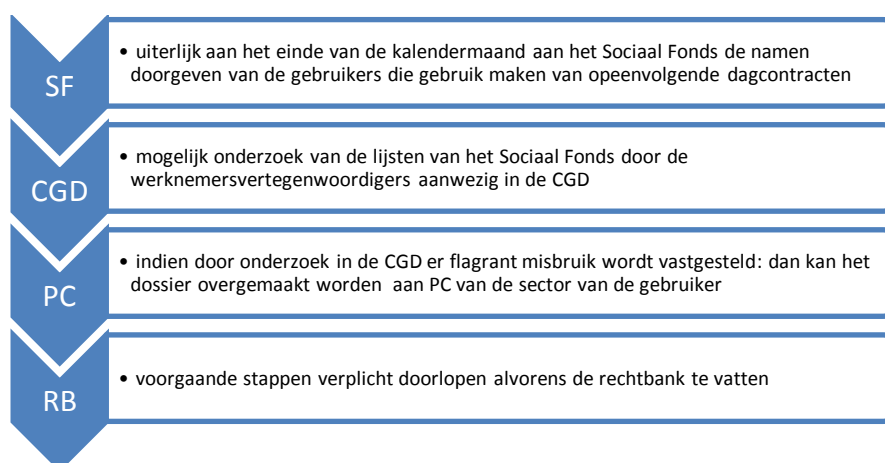 SF
• uiterlijk aan het einde van de kalendermaand aan het Sociaal Fonds de namen
doorgeven van de gebruikers die gebruik maken van opeenvolgende dagcontracten
CGD
• mogelijk onderzoek van de lijsten van het Sociaal Fonds door de
werknemersvertegenwoordigers aanwezig in de CGD
PC
• indien door onderzoek in de CGD er flagrant misbruik wordt vastgesteld: dan kan het
dossier overgemaakt worden aan PC van de sector van de gebruiker
RB
• voorgaande stappen verplicht doorlopen alvorens de rechtbank te vatten